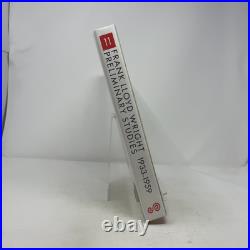 11
FRANK LLOYD WRIGHT
PRELIMINARY STUDIES 1933-1959